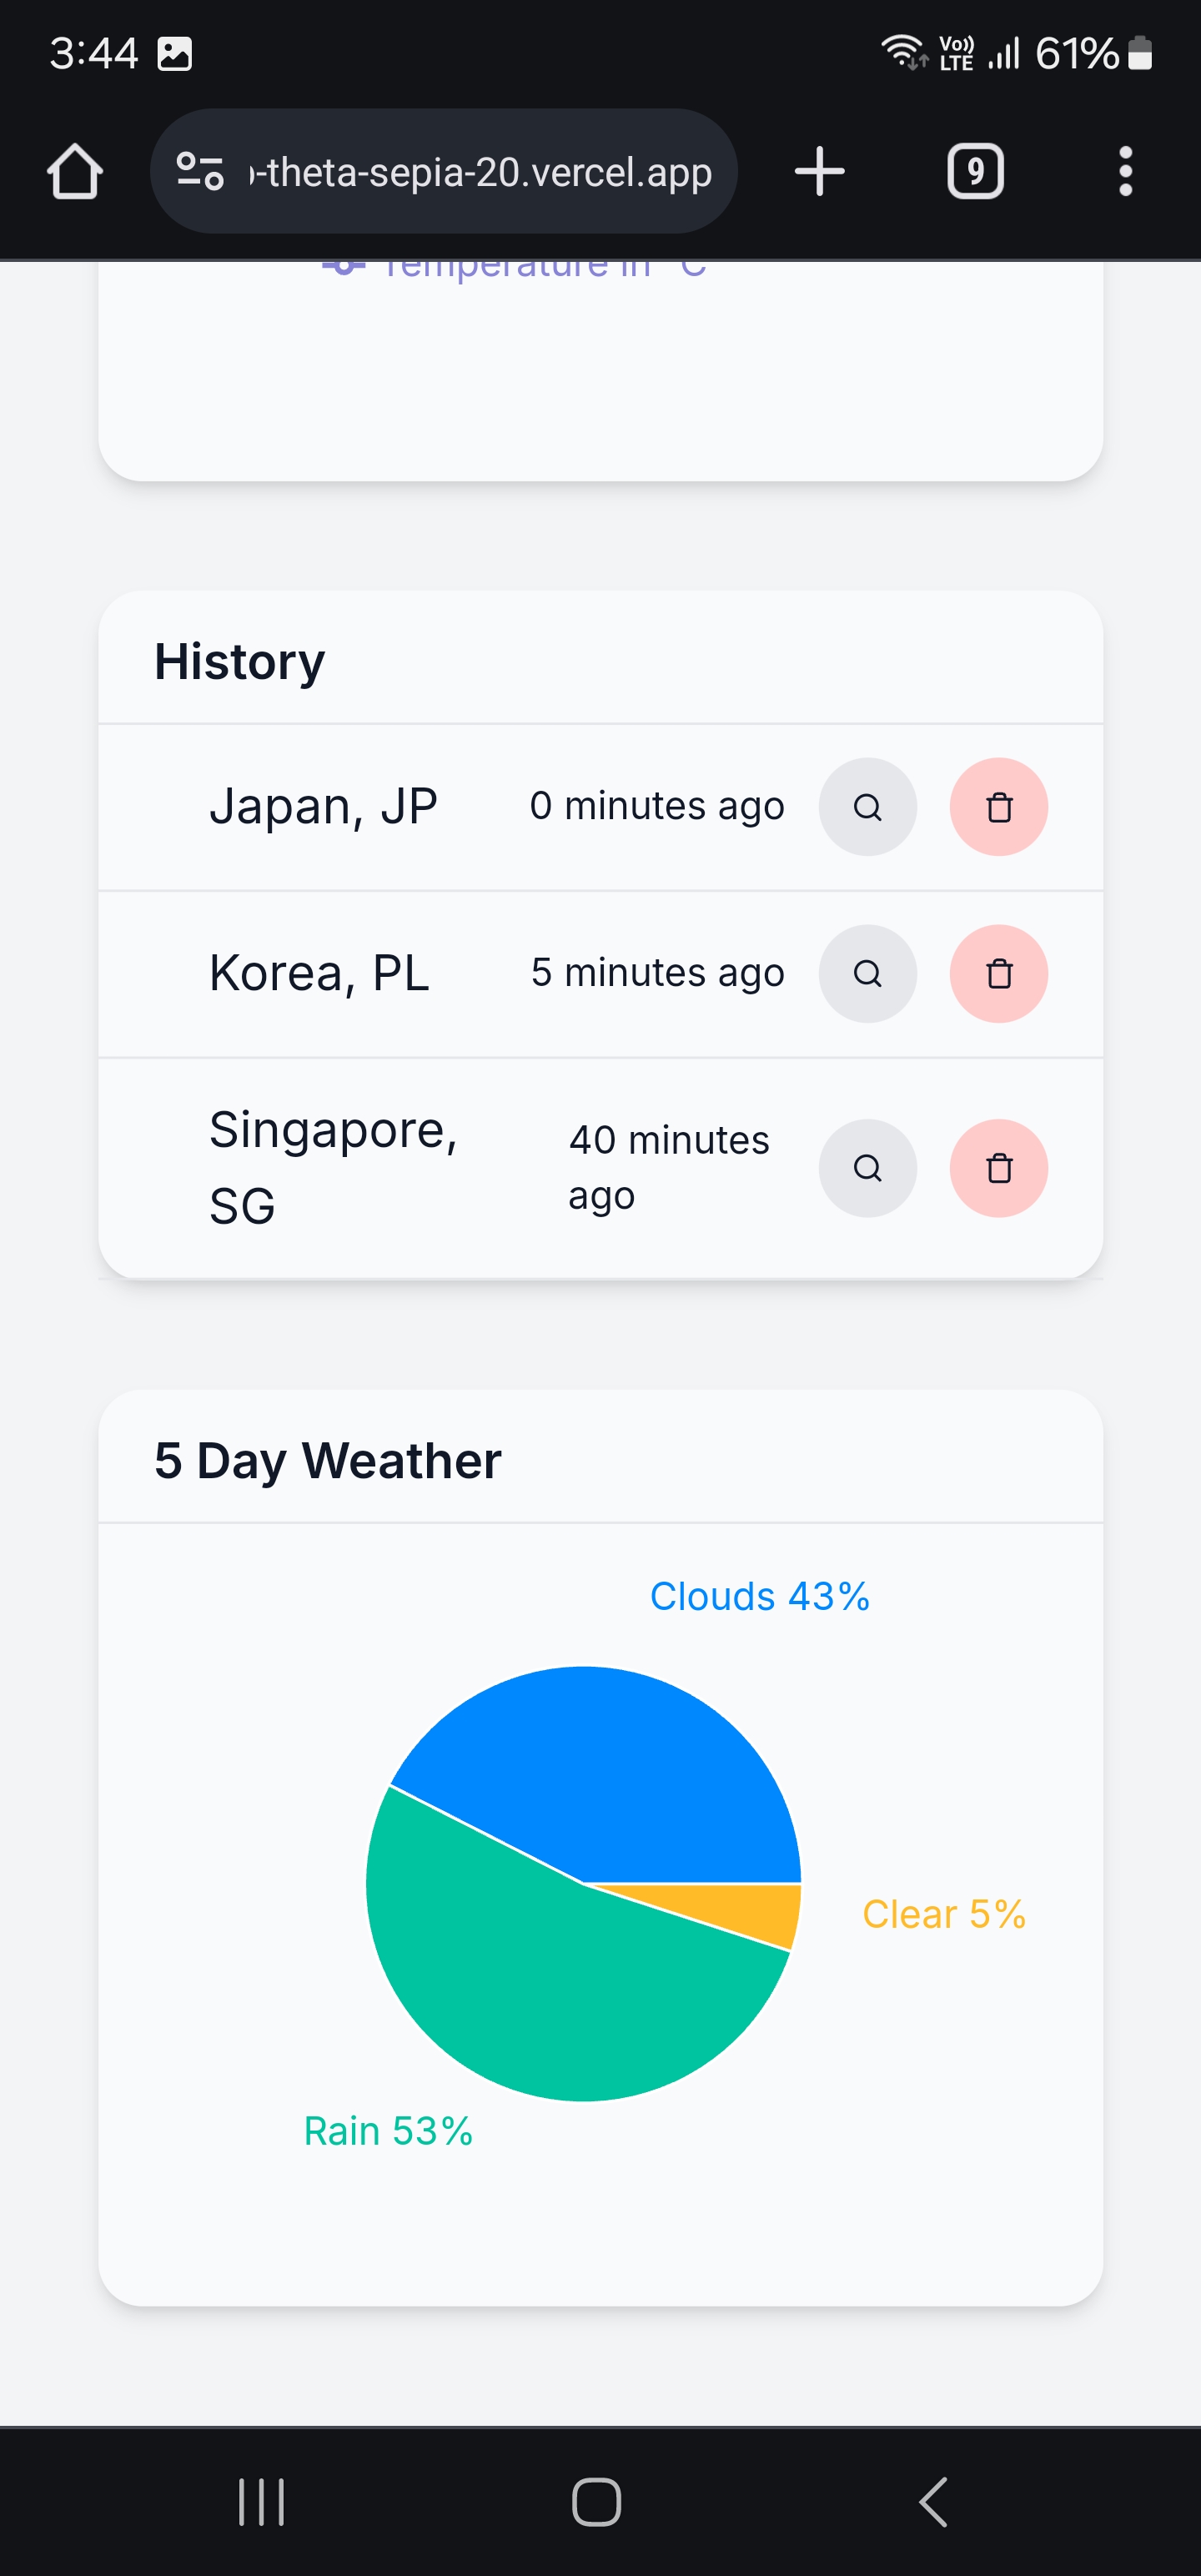 3:44
Vo)) LTE 61%
-theta-sepia-20.vercel.app
9
Temperature in °C
History
Japan, JP 0 minutes ago
Korea, PL 5 minutes ago
Singapore,
SG
40 minutes
ago
5 Day Weather
Clouds 43%
Clear 5%
Rain 53%